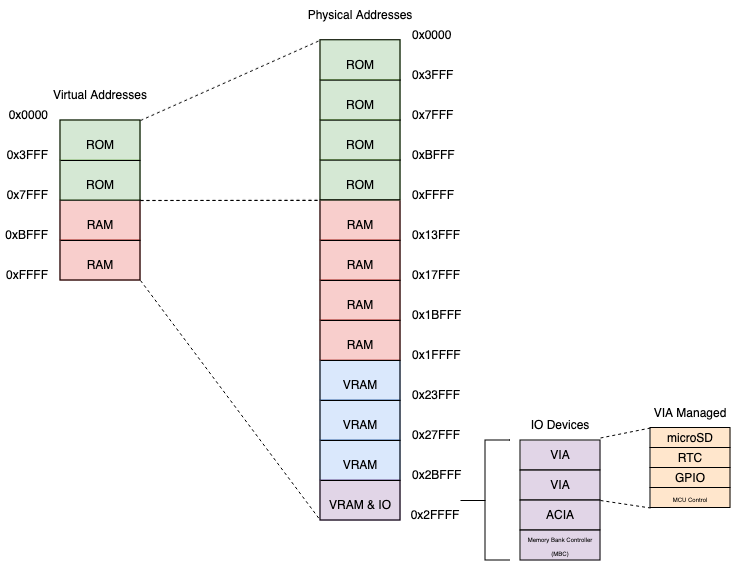 Physical Addresses
0x0000
ROM
0x3FFF
ROM
0x7FFF
ROM
0xBFFF
ROM
0xFFFF
RAM
0x13FFF
RAM
0x17FFF
RAM
0x1BFFF
RAM
0x1FFFF
VRAM
0x23FFF
VRAM
0x27FFF
VRAM
0x2BFFF
VRAM & IO
0x2FFFF
Virtual Addresses
0x0000
ROM
0x3FFF
ROM
0x7FFF
RAM
0xBFFF
RAM
0xFFFF
IO Devices
VIA
VIA
ACIA
Memory Bank Controller
(MBC)
VIA Managed
microSD
RTC
GPIO
MCU Control